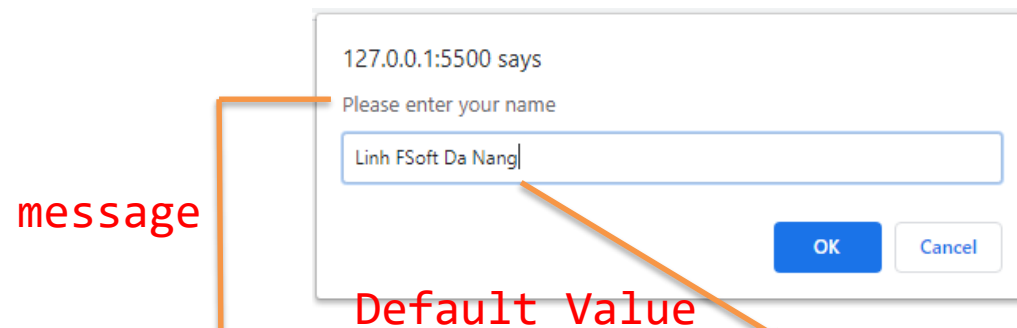 127.0.0.1:5500 says
Please enter your name
Linh FSoft Da Nang
message
OK Cancel
Default Value